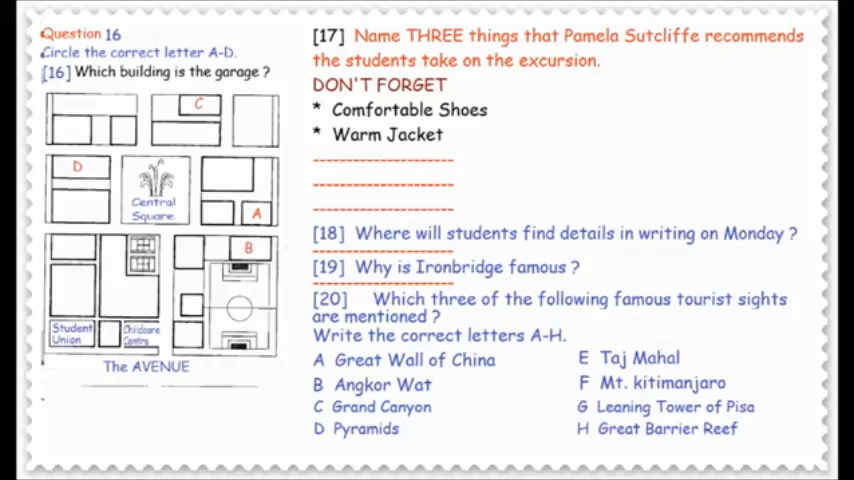 Question 16
Circle the correct letter A-D.
[16] Which building is the garage ?
C
D
Central
Square
A
B
Student
Union
Childcare
Centre
The AVENUE
[17] Name THREE things that Pamela Sutcliffe recommends
the students take on the excursion.
DON'T FORGET
* Comfortable Shoes
* Warm Jacket
[18] Where will students find details in writing on Monday ?
[19] Why is Ironbridge famous ?
[20] Which three of the following famous tourist sights
are mentioned ?
Write the correct letters A-H.
A Great Wall of China
B Angkor Wat
C Grand Canyon
D Pyramids
E Taj Mahal
F Mt. kitimanjaro
G Leaning Tower of Pisa
H Great Barrier Reef